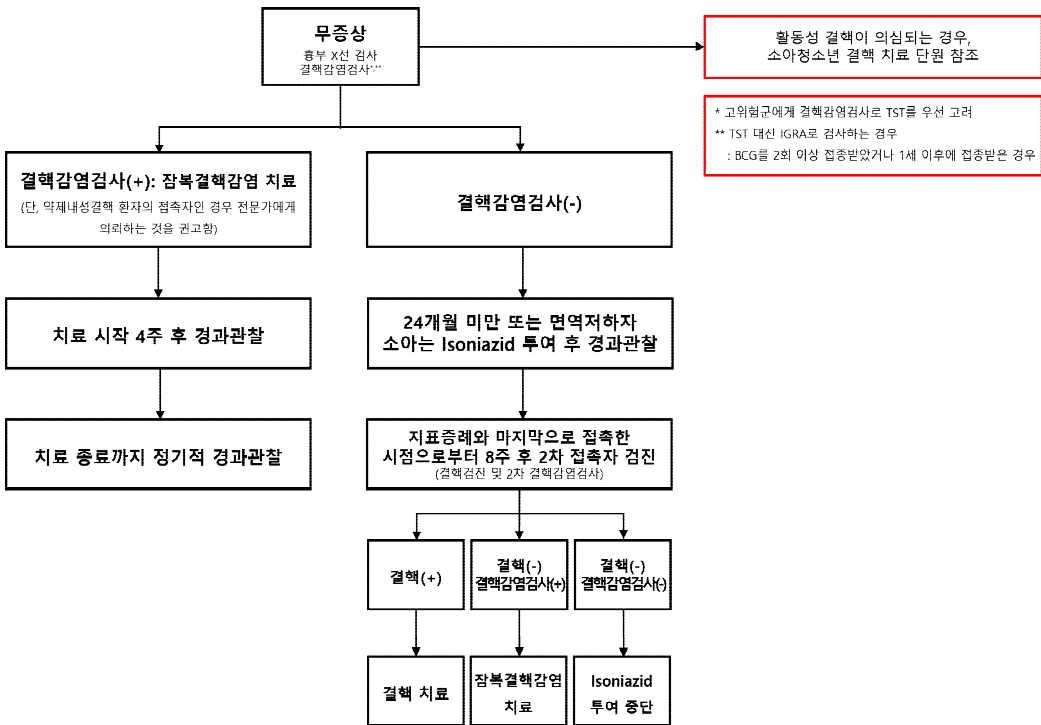 무증상
흉부 X선 검사
결핵감염검사*,**
활동성 결핵이 의심되는 경우,
소아청소년 결핵 치료 단원 참조
* 고위험군에게 결핵감염검사로 TST를 우선 고려
** TST 대신 IGRA로 검사하는 경우
: BCG를 2회 이상 접종받았거나 1세 이후에 접종받은 경우
결핵감염검사(+): 잠복결핵감염 치료
(단, 약제내성결핵 환자의 접촉자인 경우 전문가에게
의뢰하는 것을 권고함)
치료 시작 4주 후 경과관찰
치료 종료까지 정기적 경과관찰
결핵감염검사(-)
24개월 미만 또는 면역저하자
소아는 Isoniazid 투여 후 경과관찰
지표증례와 마지막으로 접촉한
시점으로부터 8주 후 2차 접촉자 검진
(결핵검진 및 2차 결핵감염검사)
결핵(+)
결핵(-)
결핵감염검사(+)
결핵(-)
결핵감염검사(-)
결핵 치료
잠복결핵감염
치료
Isoniazid
투여 중단